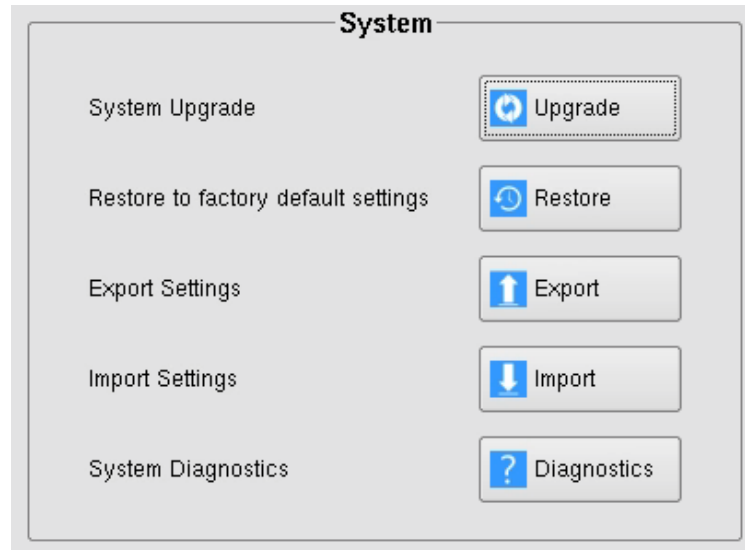 System
System Upgrade Upgrade
Restore to factory default settings Restore
Export Settings Export
Import Settings Import
System Diagnostics Diagnostics